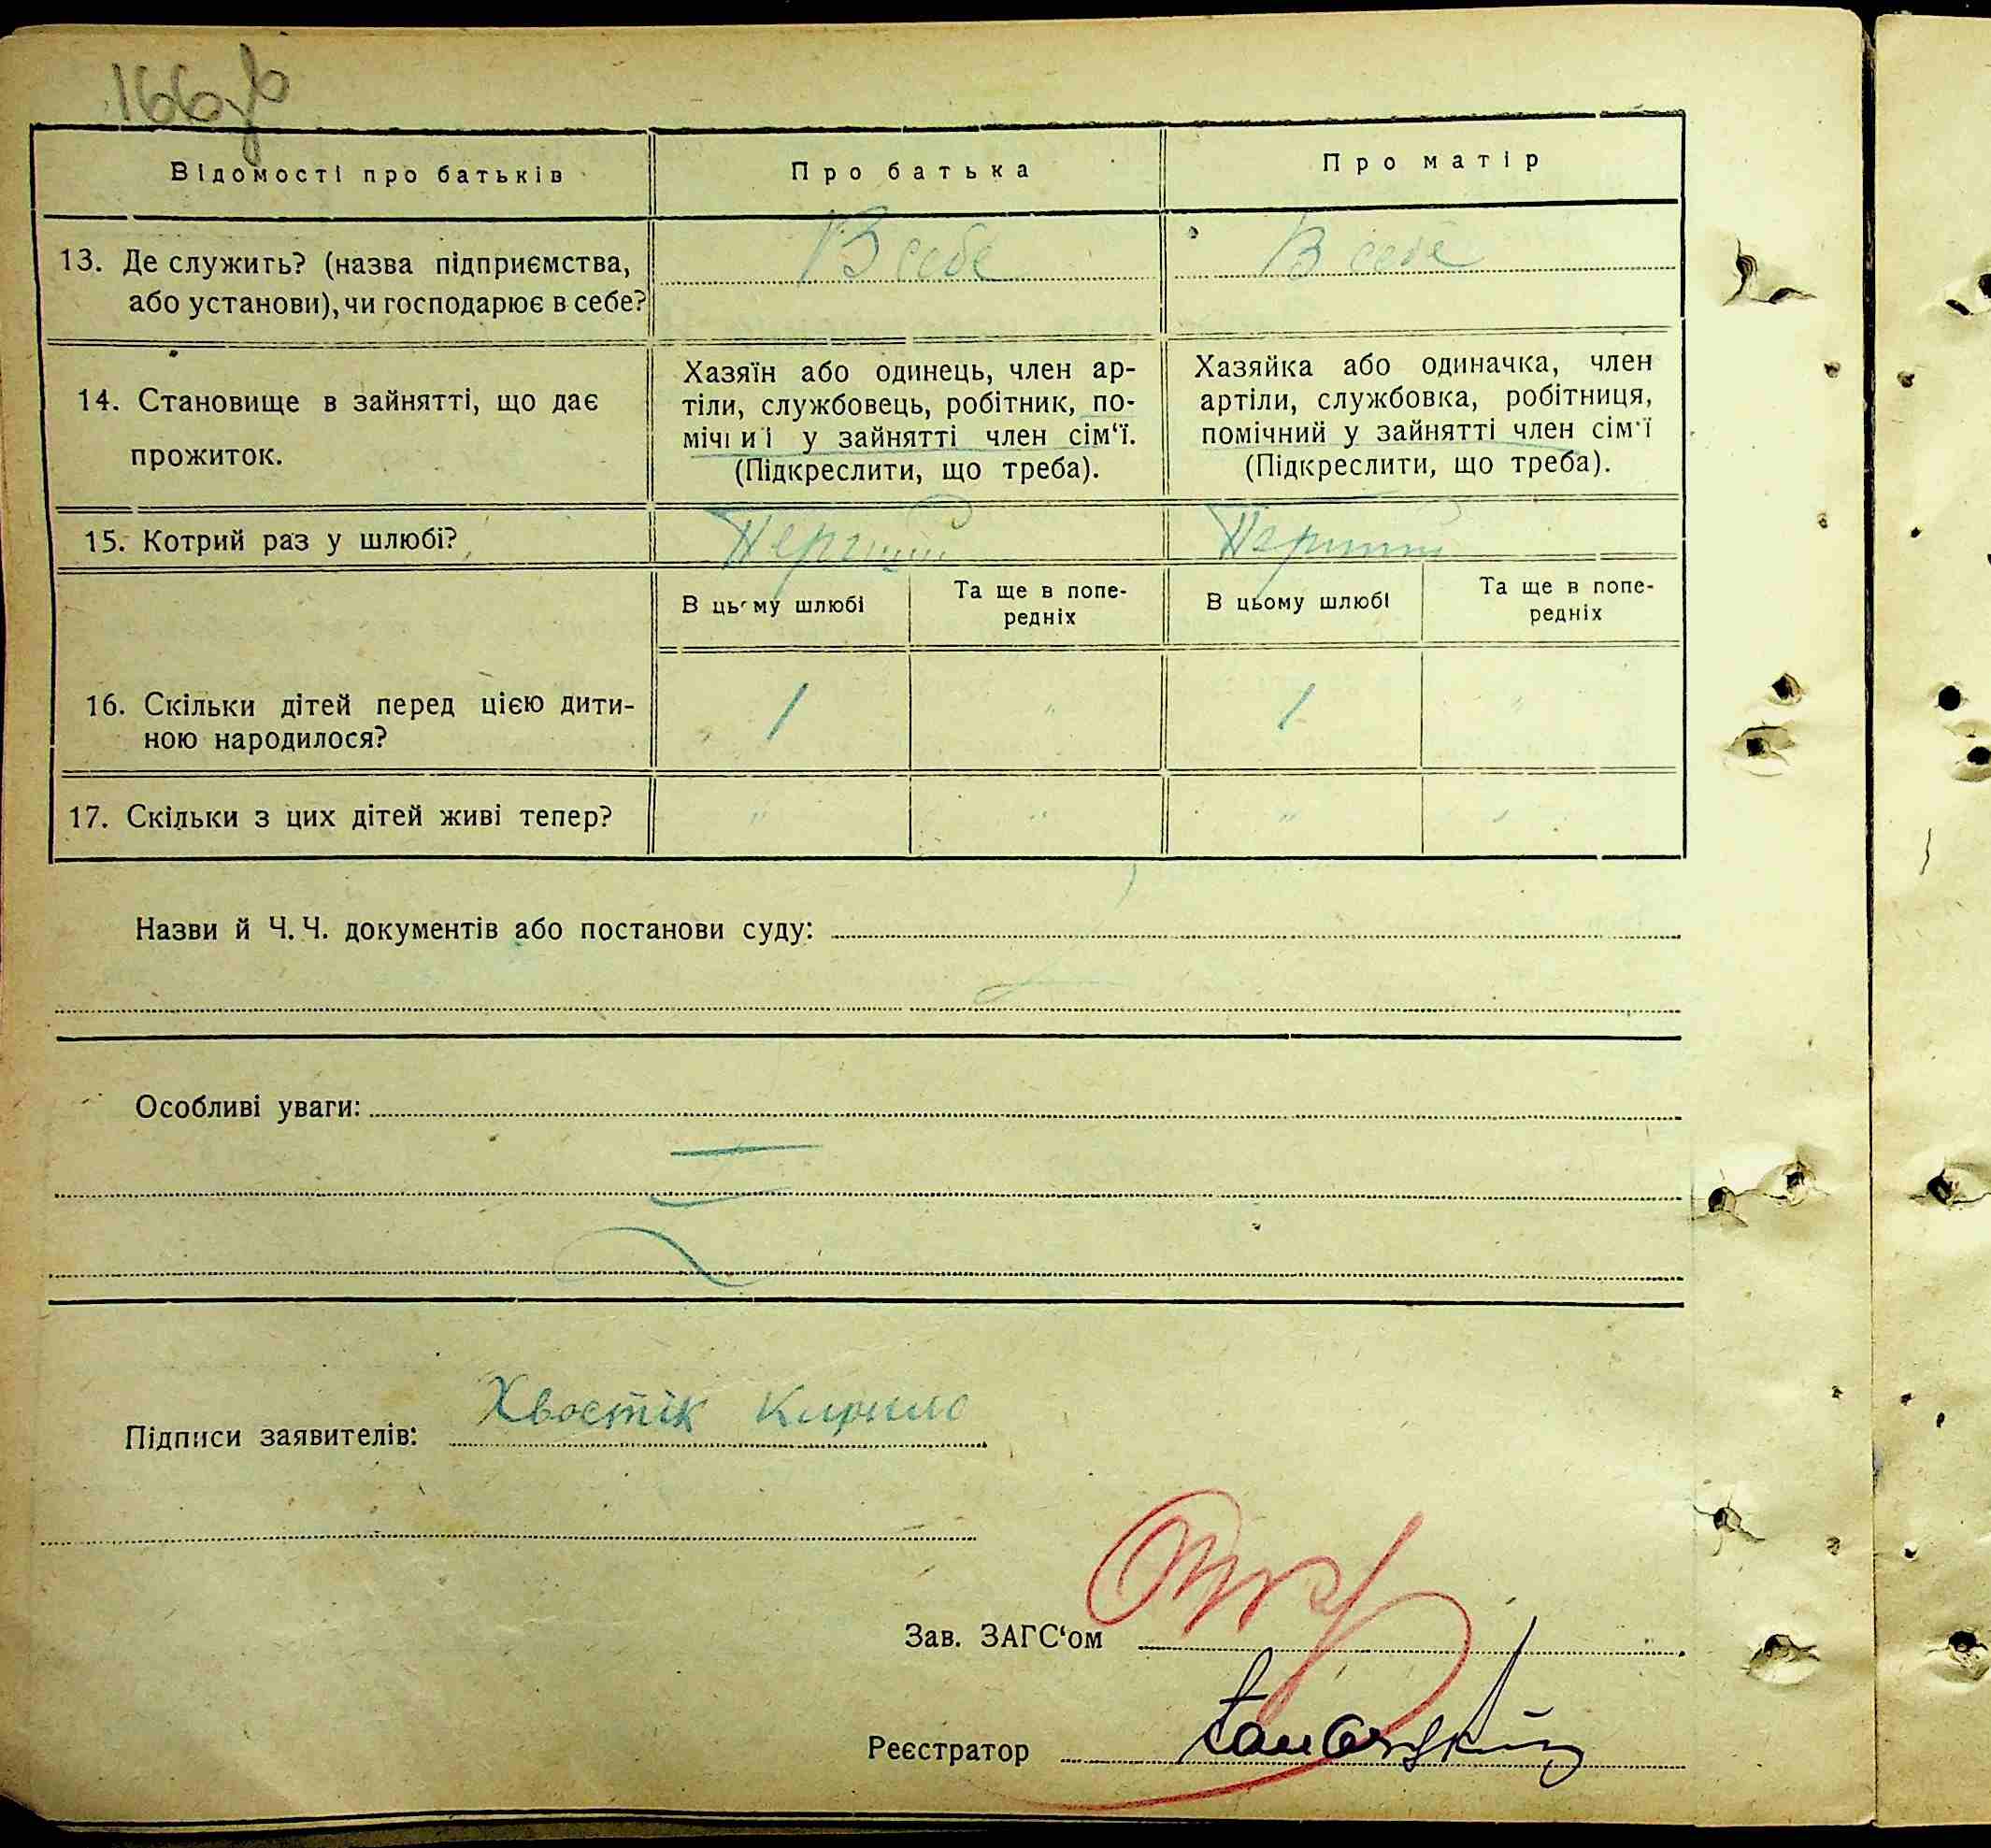 166зв
Відомості про батьків
Про батька
Про матір
13. Де служить? (назва підприємства,
або установи), чи господарює в себе?
В себе
В себе
14. Становище в зайнятті, що дає
прожиток.
Хазяїн або одинець, член ар-
тіли, службовець, робітник, по-
мічний у зайнятті член сім‘ї.
(Підкреслити, що треба).
Хазяйка або одиначка, член
артіли, службовка, робітниця,
помічний у зайнятті член сім‘ї
(Підкреслити, що треба).
15. Котрий раз у шлюбі?
Перший
Перший
В цьому шлюбі
Та ще в попе-
редніх
В цьому шлюбі
Та ще в попе-
редніх
16. Скільки дітей перед цією дити-
ною народилося?
1
"
1
"
17. Скільки з цих дітей живі тепер?
"
"
"
"
Назви й Ч. Ч. документів або постанови суду:
Особливі уваги:
Підписи заявителів:
Хвостік Кирило
Зав. ЗАГС‘ом
Реєстратор